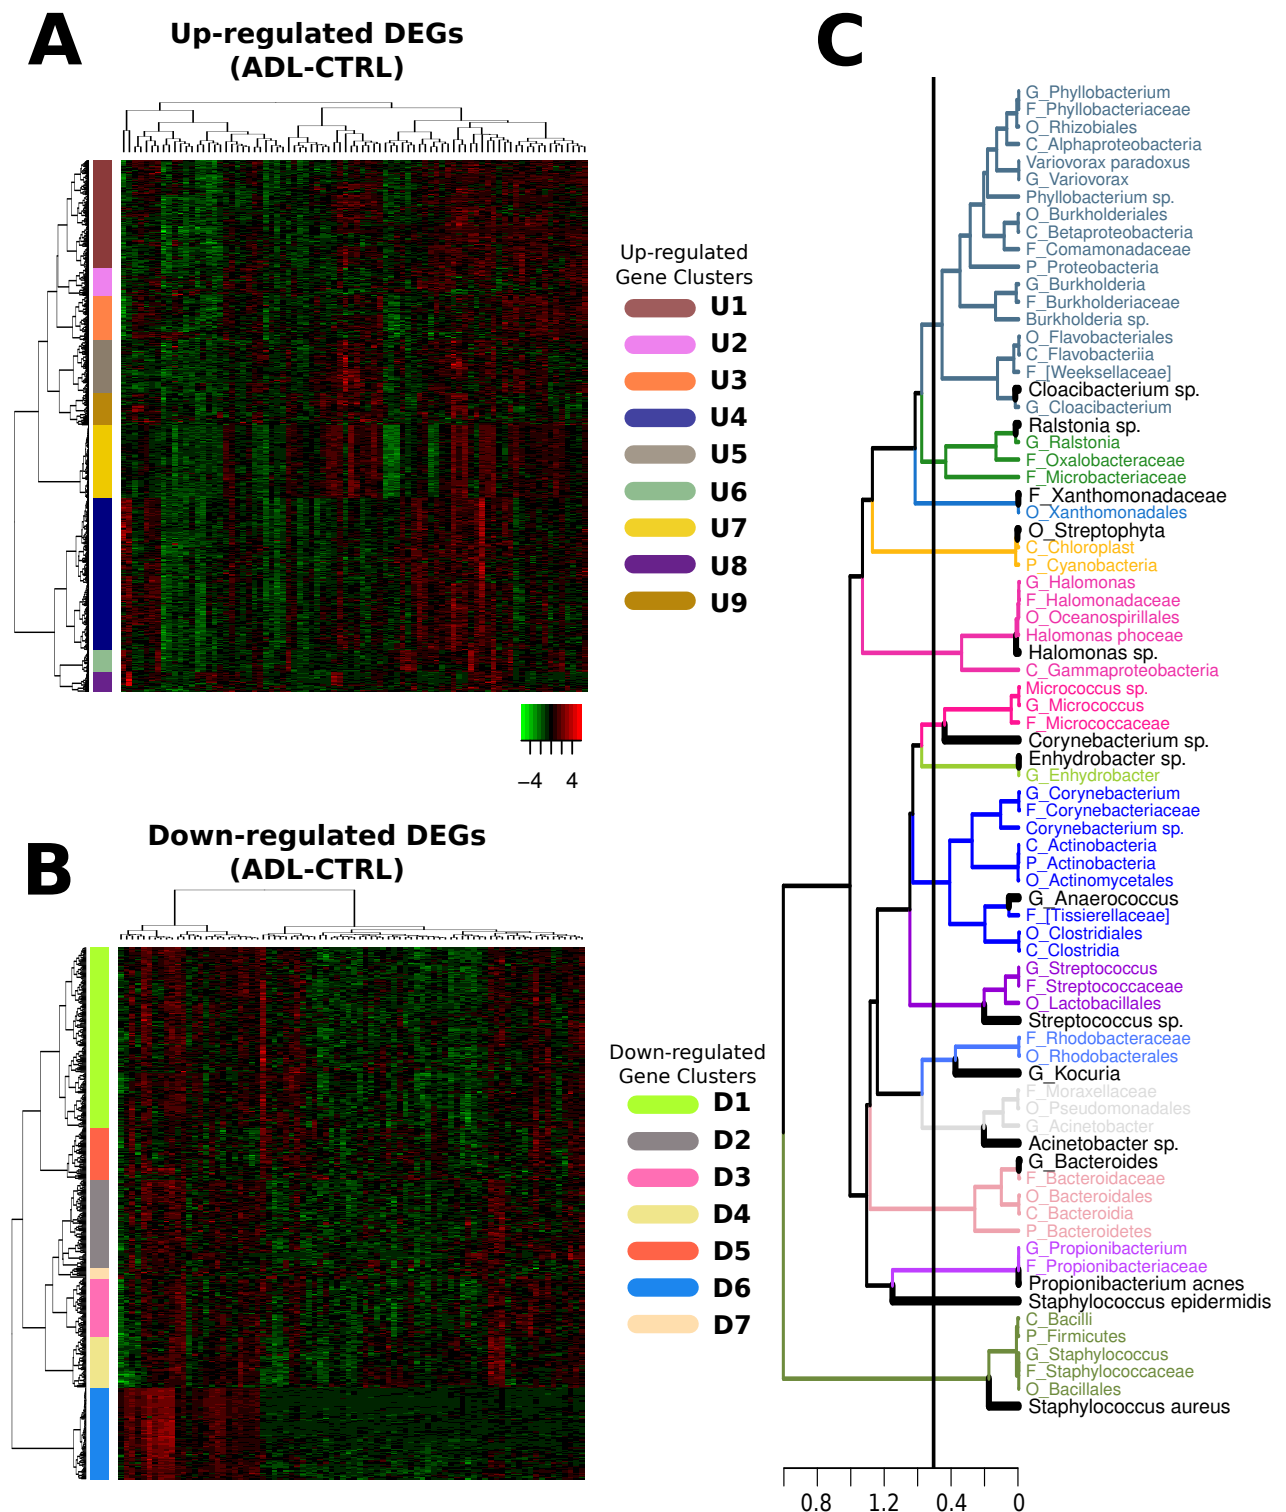 A
Up-regulated DEGs
(ADL-CTRL)
Up-regulated
Gene Clusters
U1
U2
U3
U4
U5
U6
U7
U8
U9
−4
4
B
Down-regulated DEGs
(ADL-CTRL)
Down-regulated
Gene Clusters
D1
D2
D3
D4
D5
D6
D7
C
G_Phyllobacterium
F_Phyllobacteriaceae
O_Rhizobiales
C_Alphaproteobacteria
Variovorax paradoxus
G_Variovorax
Phyllobacterium sp.
O_Burkholderiales
C_Betaproteobacteria
F_Comamonadaceae
P_Proteobacteria
G_Burkholderia
F_Burkholderiaceae
Burkholderia sp.
O_Flavobacteriales
C_Flavobacteriia
F_[Weeksellaceae]
Cloacibacterium sp.
G_Cloacibacterium
Ralstonia sp.
G_Ralstonia
F_Oxalobacteraceae
F_Microbacteriaceae
F_Xanthomonadaceae
O_Xanthomonadales
O_Streptophyta
C_Chloroplast
P_Cyanobacteria
G_Halomonas
F_Halomonadaceae
O_Oceanospirillales
Halomonas phoceae
Halomonas sp.
C_Gammaproteobacteria
Micrococcus sp.
G_Micrococcus
F_Micrococcaceae
Corynebacterium sp.
Enhydrobacter sp.
G_Enhydrobacter
G_Corynebacterium
F_Corynebacteriaceae
Corynebacterium sp.
C_Actinobacteria
P_Actinobacteria
O_Actinomycetales
G_Anaerococcus
F_[Tissierellaceae]
O_Clostridiales
C_Clostridia
G_Streptococcus
F_Streptococcaceae
O_Lactobacillales
Streptococcus sp.
F_Rhodobacteraceae
O_Rhodobacterales
G_Kocuria
F_Moraxellaceae
O_Pseudomonadales
G_Acinetobacter
Acinetobacter sp.
G_Bacteroides
F_Bacteroidaceae
O_Bacteroidales
C_Bacteroidia
P_Bacteroidetes
G_Propionibacterium
F_Propionibacteriaceae
Propionibacterium acnes
Staphylococcus epidermidis
C_Bacilli
P_Firmicutes
G_Staphylococcus
F_Staphylococcaceae
O_Bacillales
Staphylococcus aureus
0.8 1.2 0.4 0